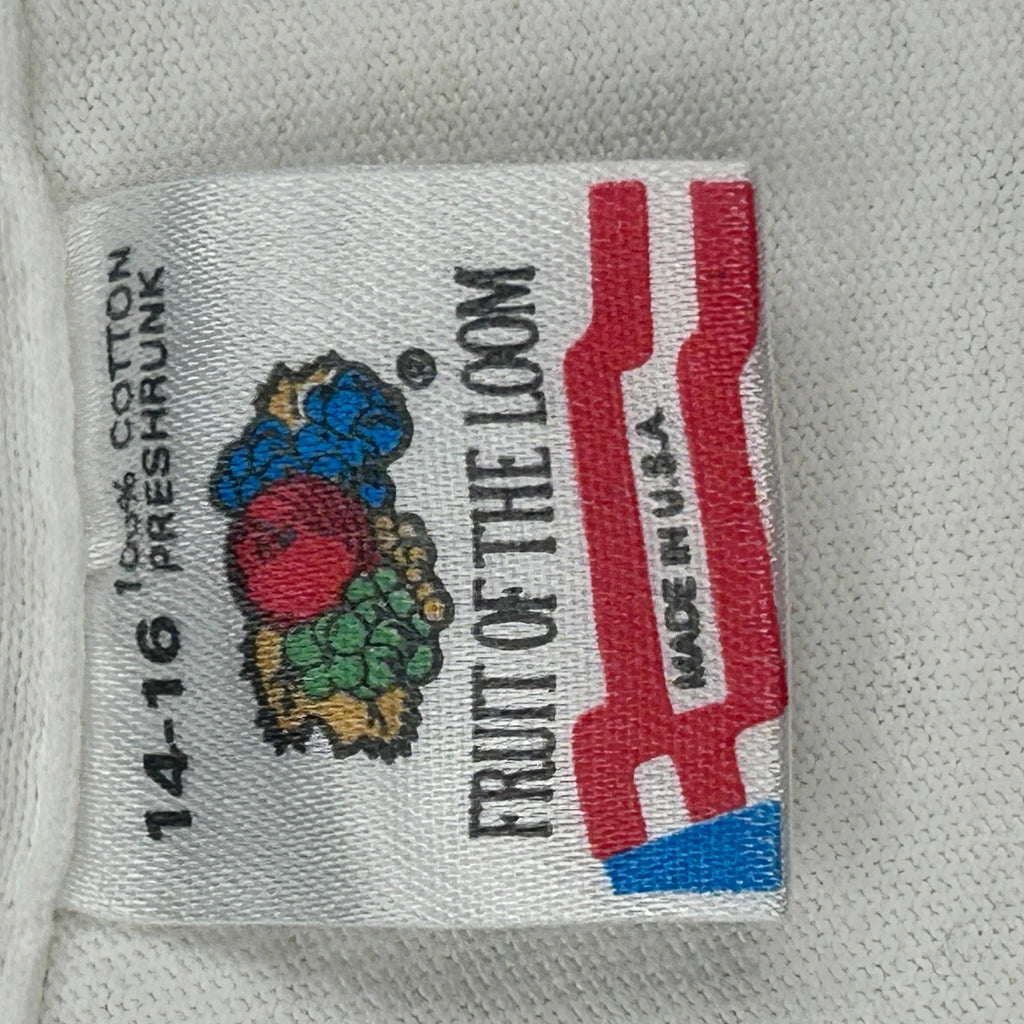 14-16 100% COTTON
PRESHRUNK
®
FRUIT OF THE LOOM
MADE IN U.S.A